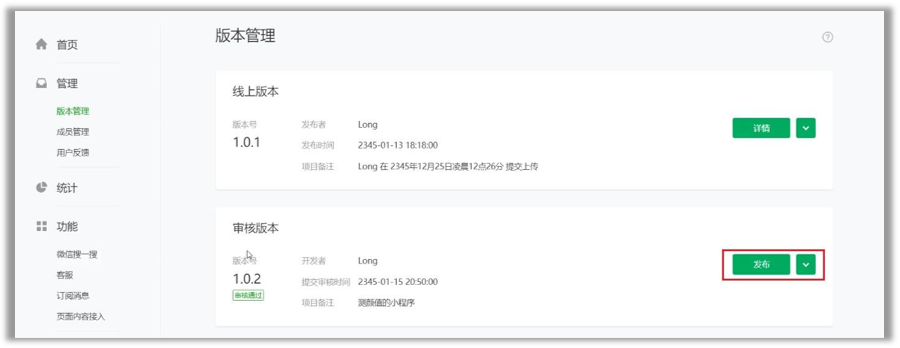 首页
管理
版本管理
成员管理
用户反馈
统计
功能
微信搜一搜
客服
订阅消息
页面内容接入
版本管理
线上版本
版本号
1.0.1
发布者 Long
发布时间 2345-01-13 18:18:00
项目备注 Long 在 2345年12月25日凌晨12点26分 提交上传
详情
审核版本
版本号
1.0.2
审核通过
开发者 Long
提交审核时间 2345-01-15 20:50:00
项目备注 测颜值的小程序
发布